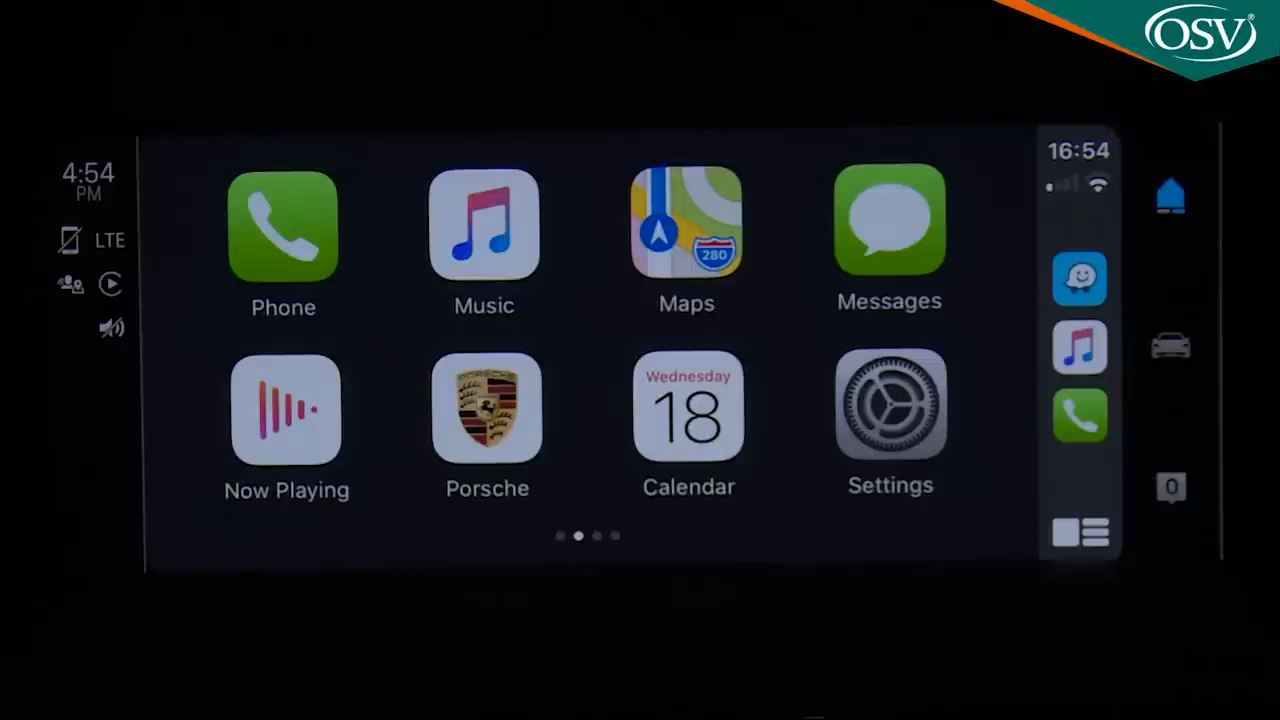 OSV®
4:54
PM
LTE
16:54
280
Phone
Music
Maps
Messages
PORSCHE
Wednesday
18
Now Playing
Porsche
Calendar
Settings
0